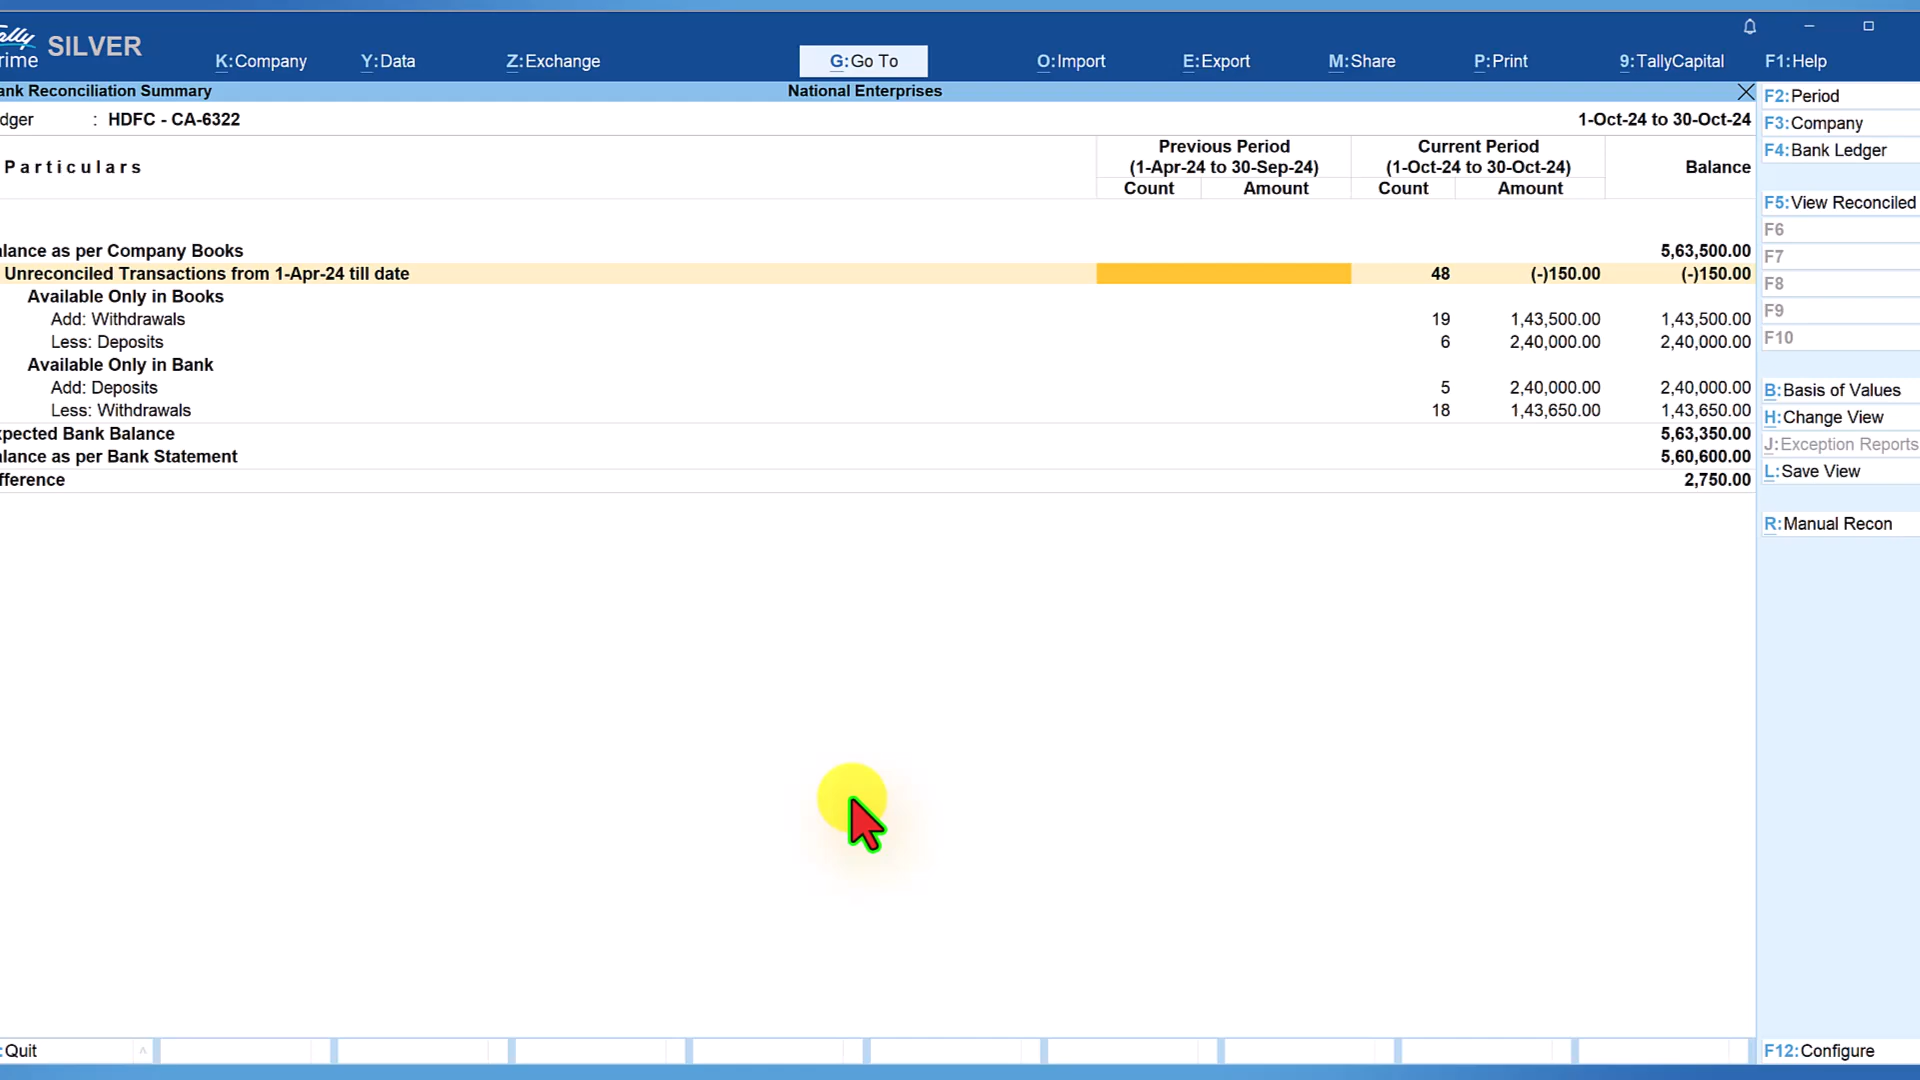 ally
rime SILVER
K:Company Y:Data Z:Exchange G:Go To O:Import E:Export M:Share P:Print 9:TallyCapital F1:Help
ank Reconciliation Summary National Enterprises
dger : HDFC - CA-6322 1-Oct-24 to 30-Oct-24
Particulars
Previous Period Current Period
(1-Apr-24 to 30-Sep-24) (1-Oct-24 to 30-Oct-24) Balance
Count Amount Count Amount
alance as per Company Books 5,63,500.00
Unreconciled Transactions from 1-Apr-24 till date 48 (-)150.00 (-)150.00
Available Only in Books
Add: Withdrawals 19 1,43,500.00 1,43,500.00
Less: Deposits 6 2,40,000.00 2,40,000.00
Available Only in Bank
Add: Deposits 5 2,40,000.00 2,40,000.00
Less: Withdrawals 18 1,43,650.00 1,43,650.00
xpected Bank Balance 5,63,350.00
alance as per Bank Statement 5,60,600.00
fference 2,750.00
F2:Period
F3:Company
F4:Bank Ledger
F5:View Reconciled
F6
F7
F8
F9
F10
B:Basis of Values
H:Change View
J:Exception Reports
L:Save View
R:Manual Recon
:Quit
F12:Configure